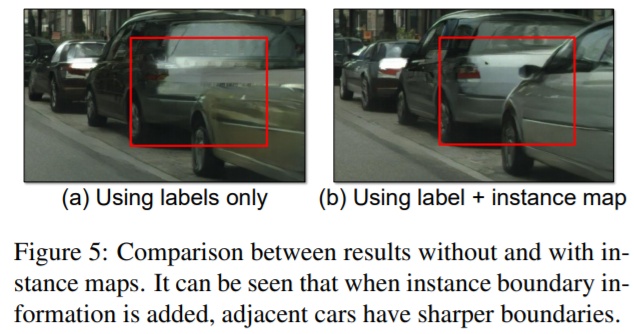 (a) Using labels only
(b) Using label + instance map
Figure 5: Comparison between results without and with in-
stance maps. It can be seen that when instance boundary in-
formation is added, adjacent cars have sharper boundaries.